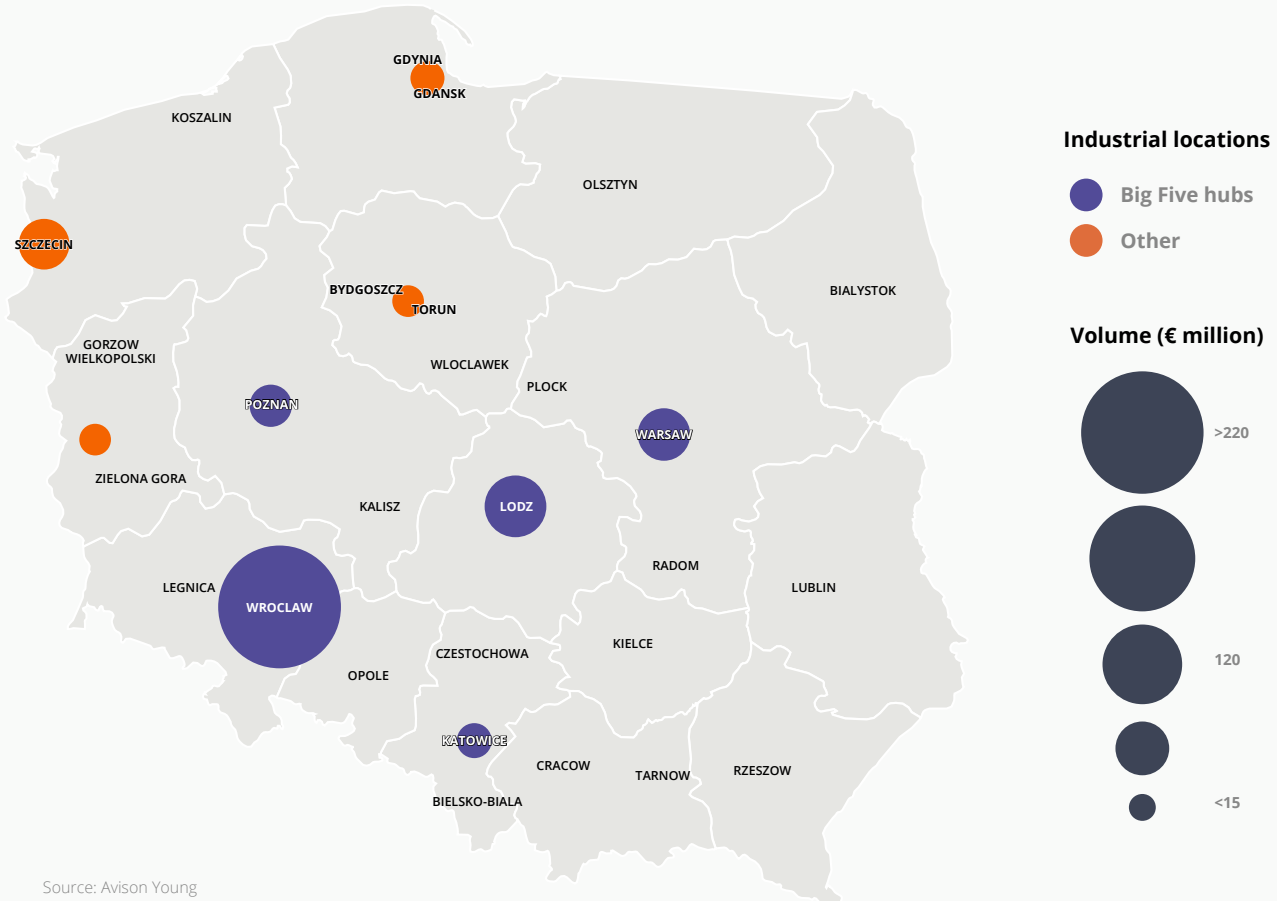 GDYNIA
GDANSK
KOSZALIN
OLSZTYN
SZCZECIN
BYDGOSZCZ
TORUN
BIALYSTOK
GORZOW
WIELKOPOLSKI
WLOCLAWEK
PLOCK
POZNAN
WARSAW
ZIELONA GORA
KALISZ
LODZ
RADOM
LEGNICA
WROCLAW
LUBLIN
KIELCE
CZESTOCHOWA
OPOLE
KATOWICE
CRACOW
TARNOW
RZESZOW
BIELSKO-BIALA
Industrial locations
Big Five hubs
Other
Volume (€ million)
>220
120
<15
Source: Avison Young